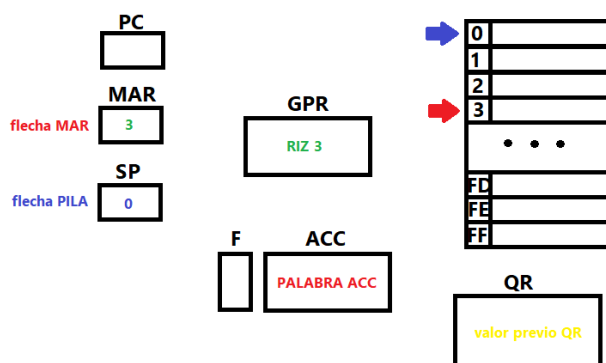 PC
MAR
flecha MAR
3
SP
flecha PILA
0
GPR
RIZ 3
F
ACC
PALABRA ACC
0
1
2
3
FD
FE
FF
QR
valor previo QR